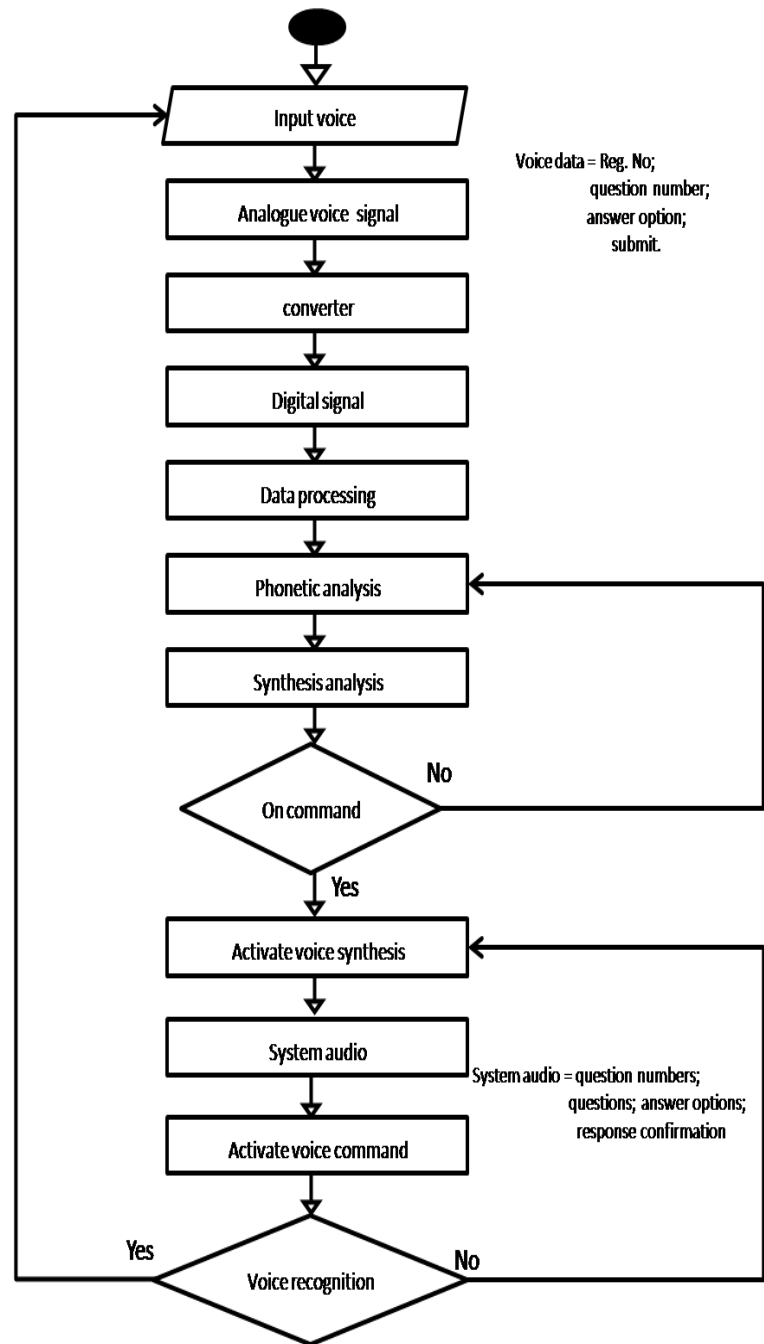 Input voice
Voice data = Reg. No;
question number;
answer option;
submit.
Analogue voice signal
converter
Digital signal
Data processing
Phonetic analysis
Synthesis analysis
On command
No
Yes
Activate voice synthesis
System audio
System audio = question numbers;
questions; answer options;
response confirmation
Activate voice command
Yes
Voice recognition
No